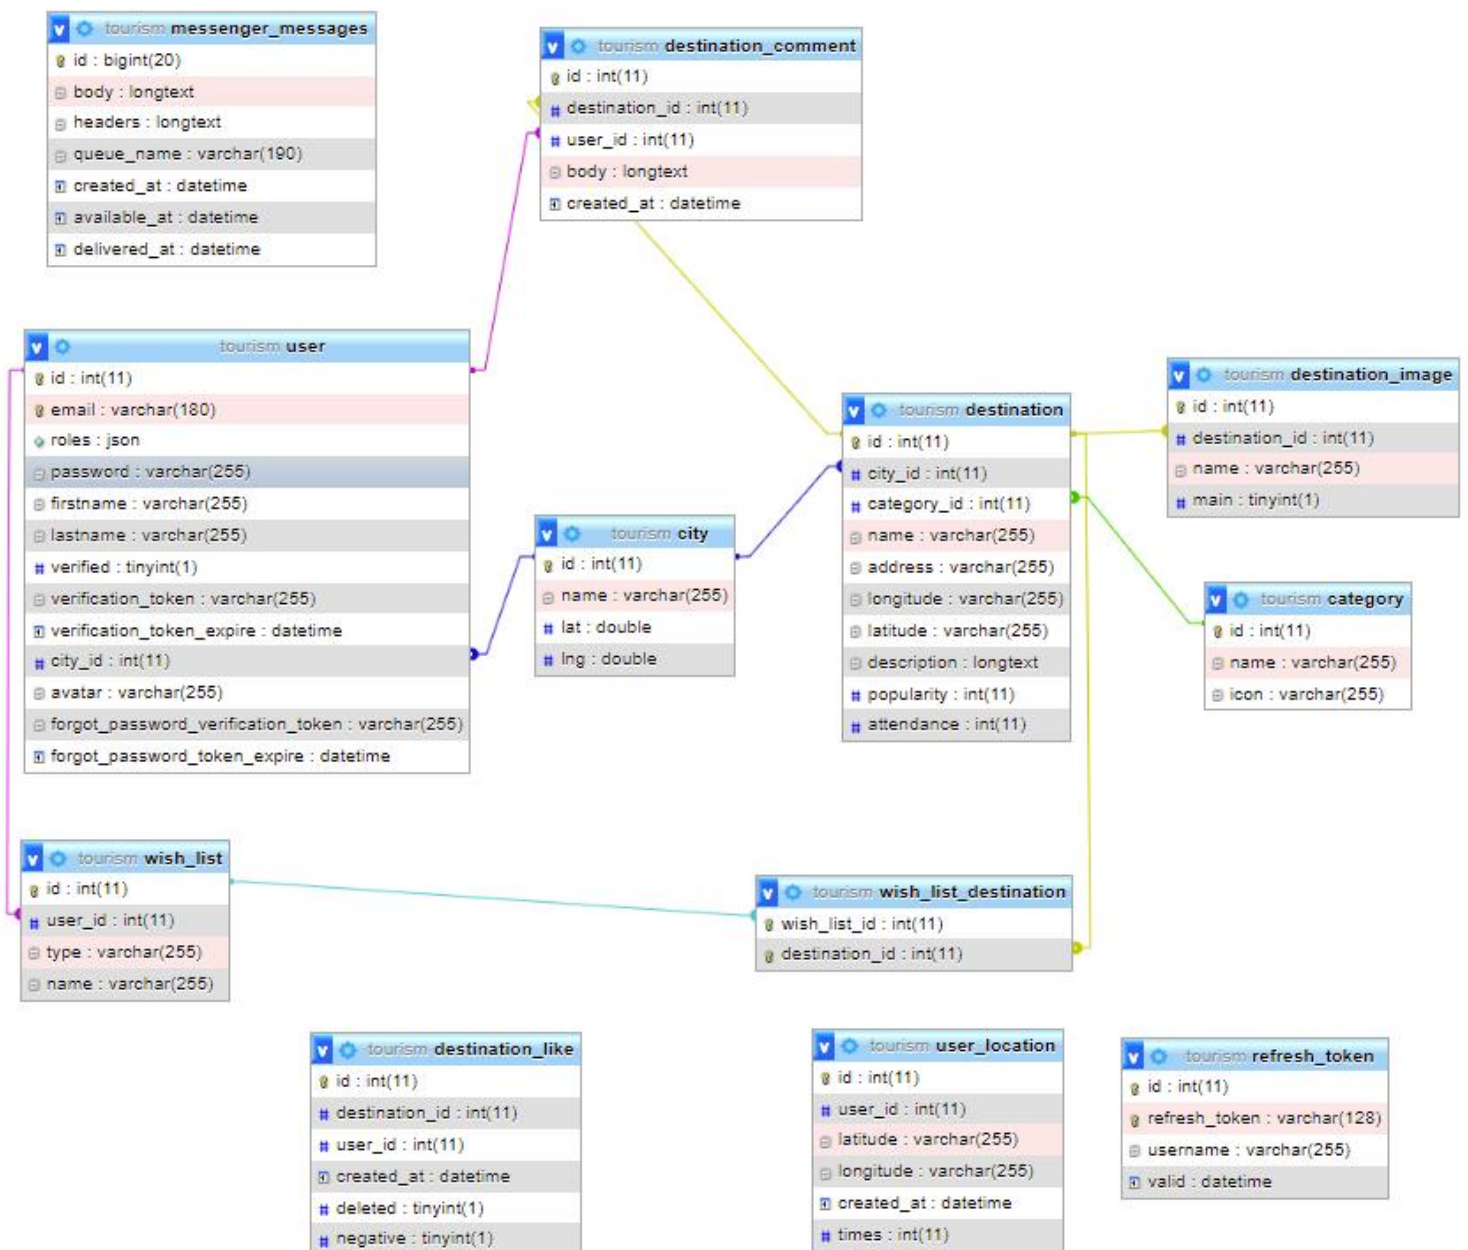 tourism messenger_messages
id : bigint(20)
body : longtext
headers : longtext
queue_name : varchar(190)
created_at : datetime
available_at : datetime
delivered_at : datetime
tourism destination_comment
id : int(11)
destination_id : int(11)
user_id : int(11)
body : longtext
created_at : datetime
tourism user
id : int(11)
email : varchar(180)
roles : json
password : varchar(255)
firstname : varchar(255)
lastname : varchar(255)
verified : tinyint(1)
verification_token : varchar(255)
verification_token_expire : datetime
city_id : int(11)
avatar : varchar(255)
forgot_password_verification_token : varchar(255)
forgot_password_token_expire : datetime
tourism city
id : int(11)
name : varchar(255)
lat : double
lng : double
tourism destination
id : int(11)
city_id : int(11)
category_id : int(11)
name : varchar(255)
address : varchar(255)
longitude : varchar(255)
latitude : varchar(255)
description : longtext
popularity : int(11)
attendance : int(11)
tourism destination_image
id : int(11)
destination_id : int(11)
name : varchar(255)
main : tinyint(1)
tourism category
id : int(11)
name : varchar(255)
icon : varchar(255)
tourism wish_list
id : int(11)
user_id : int(11)
type : varchar(255)
name : varchar(255)
tourism wish_list_destination
wish_list_id : int(11)
destination_id : int(11)
tourism destination_like
id : int(11)
destination_id : int(11)
user_id : int(11)
created_at : datetime
deleted : tinyint(1)
negative : tinyint(1)
tourism user_location
id : int(11)
user_id : int(11)
latitude : varchar(255)
longitude : varchar(255)
created_at : datetime
times : int(11)
tourism refresh_token
id : int(11)
refresh_token : varchar(128)
username : varchar(255)
valid : datetime